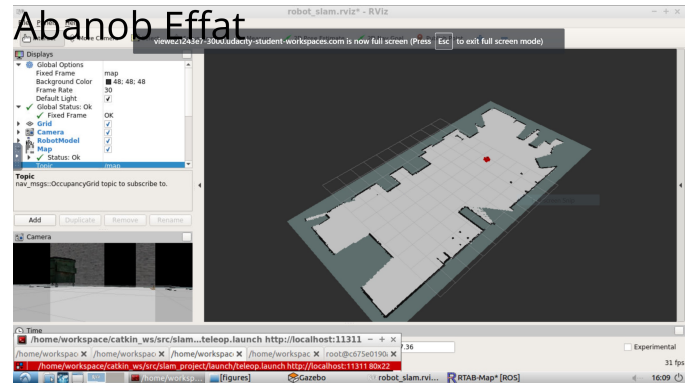 robot_slam.rviz* - RViz
Abanob Effat
viewe21243e7-3000.udacity-student-workspaces.com is now full screen (Press Esc to exit full screen mode)
Displays
Global Options
Fixed Frame map
Background Color 48; 48; 48
Frame Rate 30
Default Light
Global Status: Ok
Fixed Frame OK
Grid
Camera
RobotModel
Map
Status: Ok
Topic /map
Topic
nav_msgs::OccupancyGrid topic to subscribe to.
Add Duplicate Remove Rename
Camera
Time
/home/workspace/catkin_ws/src/slam...teleop.launch http://localhost:11311
7.36
Experimental
/home/workspac /home/workspac /home/workspac /home/workspac root@c675e0190
/home/workspace/catkin_ws/src/slam_project/launch/teleop.launch http://localhost:11311 80x22
31 fps
/home/worksp... [figures] Gazebo robot_slam.rvi... RTAB-Map* [ROS] 16:09